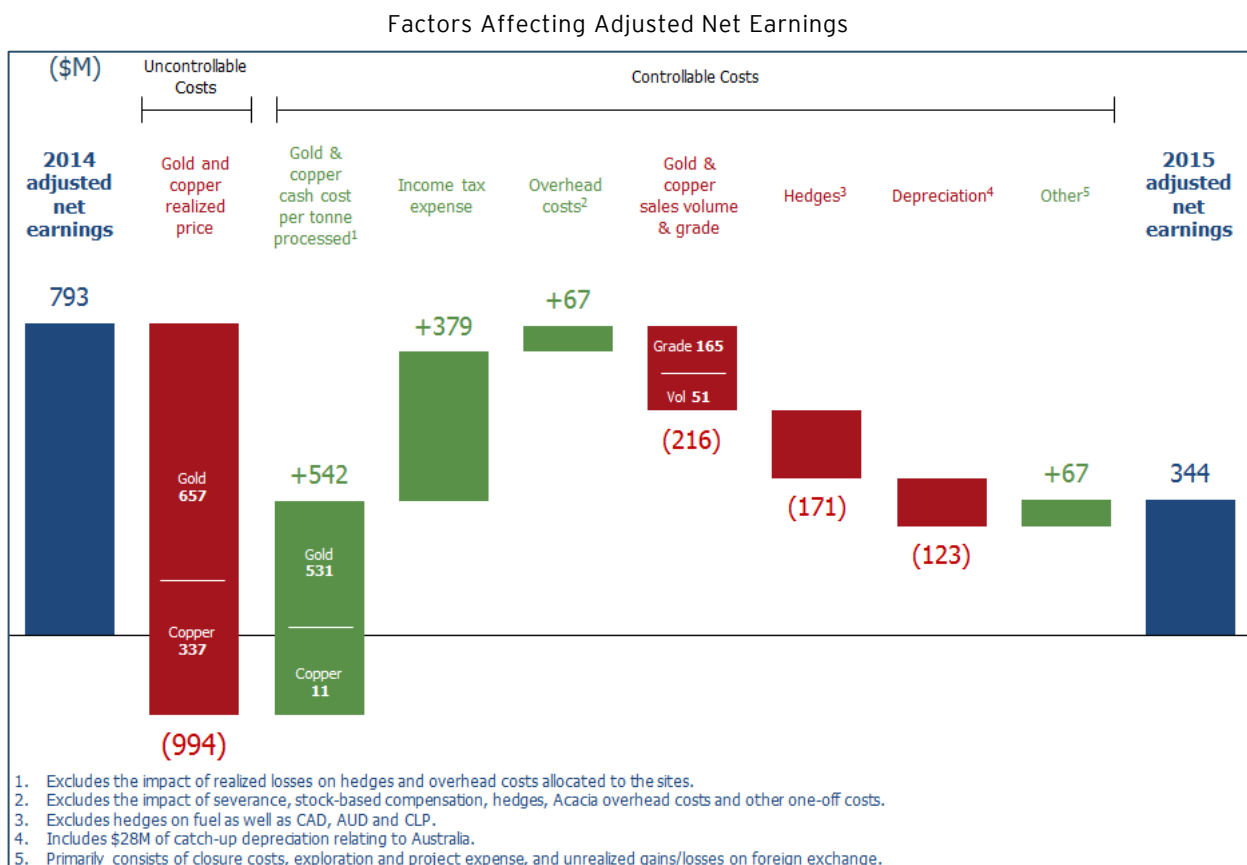 Factors Affecting Adjusted Net Earnings
($M)
Uncontrollable
Costs
Controllable Costs
2014
adjusted
net
earnings
Gold and
copper
realized
price
Gold &
copper
cash cost
per tonne
processed1
Income tax
expense
Overhead
costs2
Gold &
copper
sales volume
& grade
Hedges3
Depreciation4
Other5
2015
adjusted
net
earnings
793
Gold
657
Copper
337
(994)
+542
Gold
531
Copper
11
+379
+67
Grade 165
Vol 51
(216)
(171)
(123)
+67
344
1. Excludes the impact of realized losses on hedges and overhead costs allocated to the sites.
2. Excludes the impact of severance, stock-based compensation, hedges, Acacia overhead costs and other one-off costs.
3. Excludes hedges on fuel as well as CAD, AUD and CLP.
4. Includes $28M of catch-up depreciation relating to Australia.
5. Primarily consists of closure costs, exploration and project expense, and unrealized gains/losses on foreign exchange.